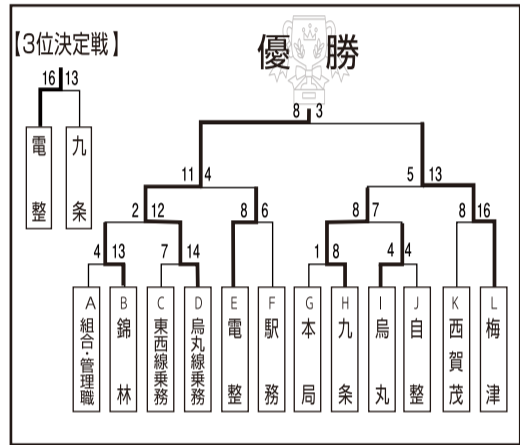 【3位決定戦】
優勝
16 13
電整
九条
8 3
11 4
5 13
2 12
8 6
8 7
8 16
4 13
7 14
1 8
4 4
A 組合・管理職
B 錦林
C 東西線乗務
D 烏丸線乗務
E 電整
F 駅務
G 本局
H 九条
I 烏丸
J 自整
K 西賀茂
L 梅津